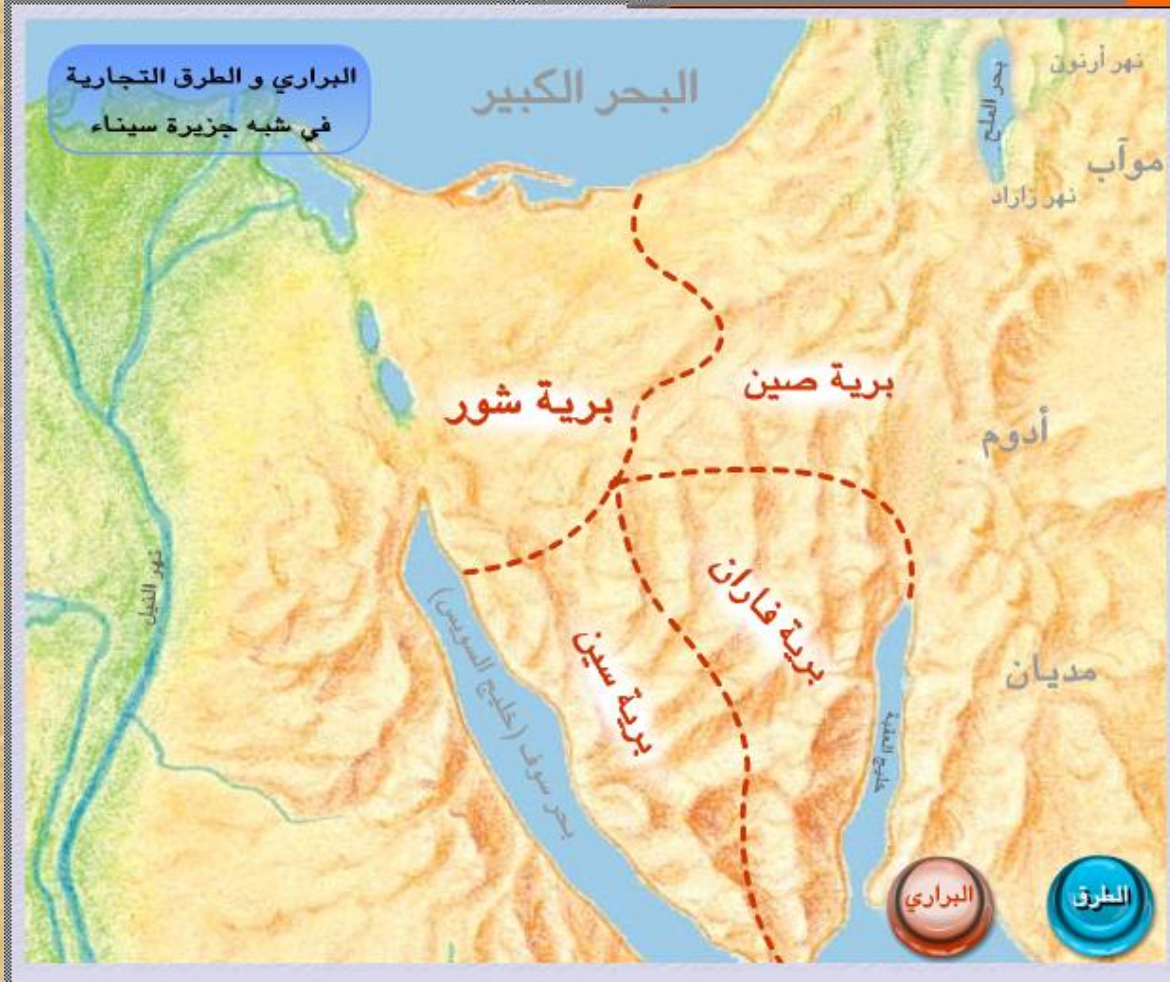 البراري و الطرق التجارية
في شبه جزيرة سيناء
البحر الكبير
بحر الملح
نهر أرنون
موآب
نهر زاراد
برية صين
برية شور
أدوم
برية فاران
برية سين
مديان
نهر النيل
بحر سوف (خليج السويس)
خليج العقبة
البراري
الطرق